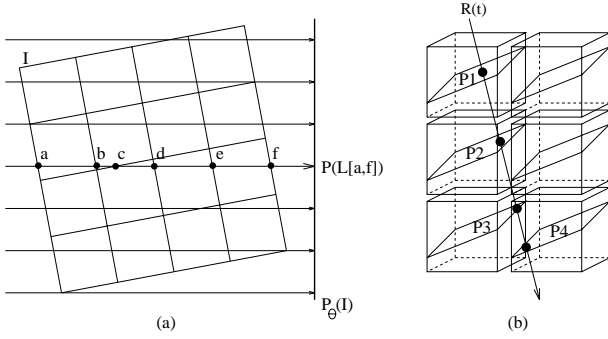 I
a b c d e f
P(L[a,f])
P_θ(I)
(a)
R(t)
P1
P2
P3 P4
(b)